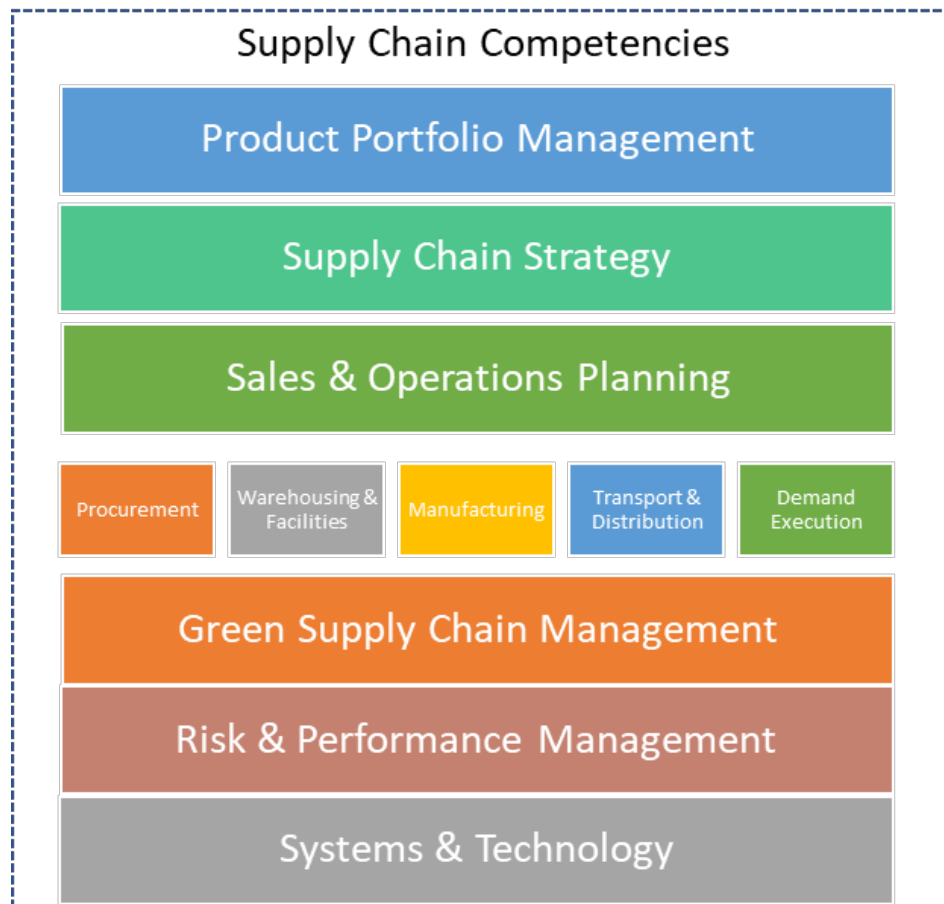 Supply Chain Competencies
Product Portfolio Management
Supply Chain Strategy
Sales & Operations Planning
Procurement
Warehousing &
Facilities
Manufacturing
Transport &
Distribution
Demand
Execution
Green Supply Chain Management
Risk & Performance Management
Systems & Technology